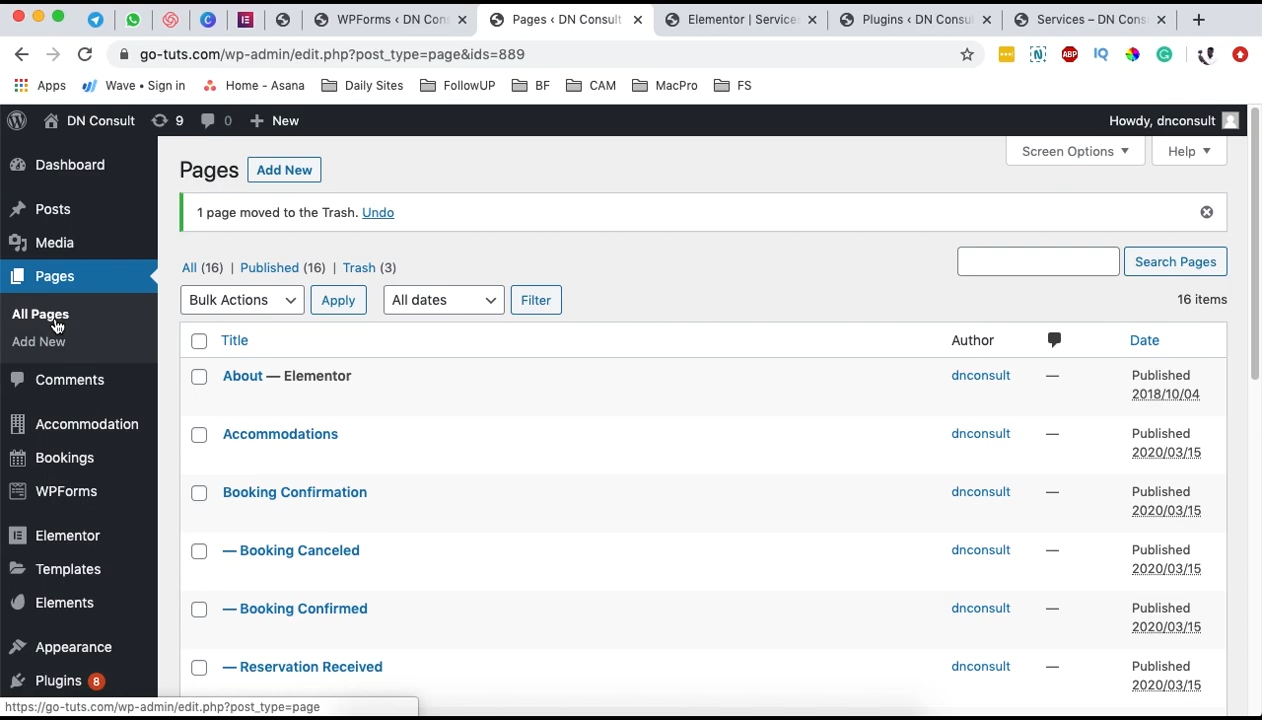 WPForms < DN Con
Pages < DN Consult
Elementor | Service
Plugins < DN Consul
Services – DN Cons
go-tuts.com/wp-admin/edit.php?post_type=page&ids=889
ABP
IQ
Apps
Wave • Sign in
Home - Asana
Daily Sites
FollowUP
BF
CAM
MacPro
FS
DN Consult
9
0
+ New
Howdy, dnconsult
Dashboard
Posts
Media
Pages
All Pages
Add New
Comments
Accommodation
Bookings
WPForms
Elementor
Templates
Elements
Appearance
Plugins 8
Screen Options
Help
Pages
Add New
1 page moved to the Trash. Undo
All (16) | Published (16) | Trash (3)
Search Pages
Bulk Actions
Apply
All dates
Filter
16 items
Title
Author
Date
About — Elementor
dnconsult
—
Published
2018/10/04
Accommodations
dnconsult
—
Published
2020/03/15
Booking Confirmation
dnconsult
—
Published
2020/03/15
— Booking Canceled
dnconsult
—
Published
2020/03/15
— Booking Confirmed
dnconsult
—
Published
2020/03/15
— Reservation Received
dnconsult
—
Published
2020/03/15
https://go-tuts.com/wp-admin/edit.php?post_type=page